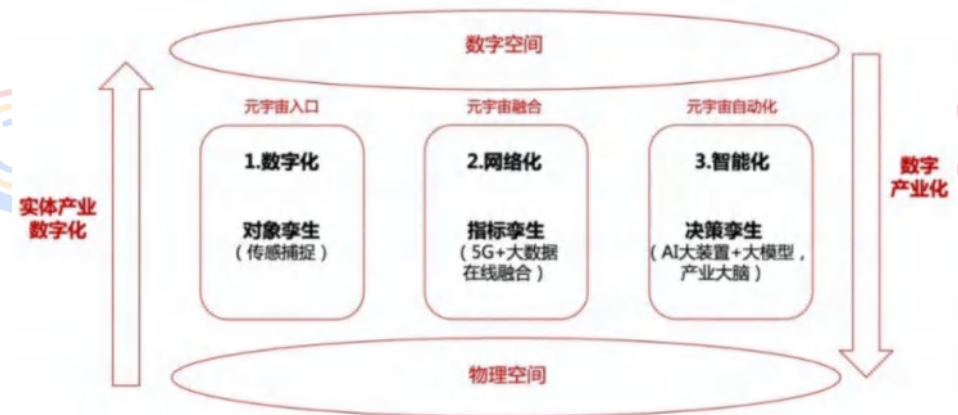 数字空间
元宇宙入口
元宇宙融合
元宇宙自动化
1.数字化
2.网络化
3.智能化
实体产业
数字化
数字
产业化
对象孪生
（传感捕捉）
指标孪生
（5G+大数据
在线融合）
决策孪生
（AI大装置+大模型，
产业大脑）
物理空间